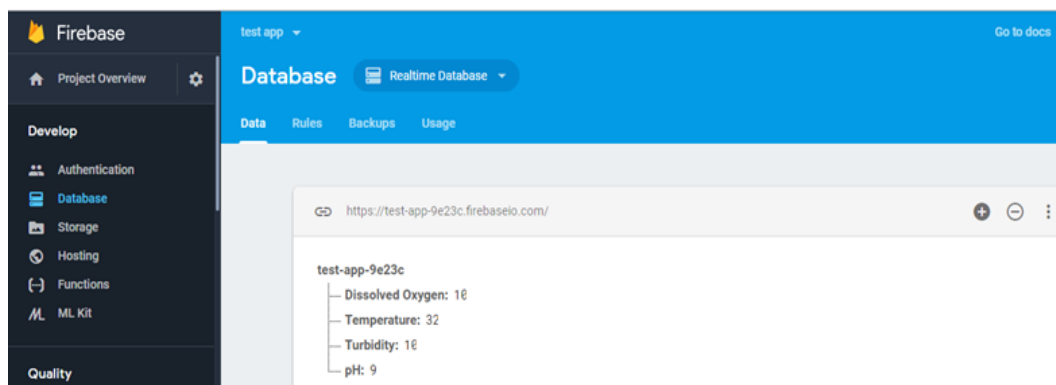 Firebase
Project Overview
Develop
Authentication
Database
Storage
Hosting
Functions
ML Kit
Quality
test app
Go to docs
Database
Realtime Database
Data Rules Backups Usage
https://test-app-9e23c.firebaseio.com/
test-app-9e23c
Dissolved Oxygen: 10
Temperature: 32
Turbidity: 10
pH: 9